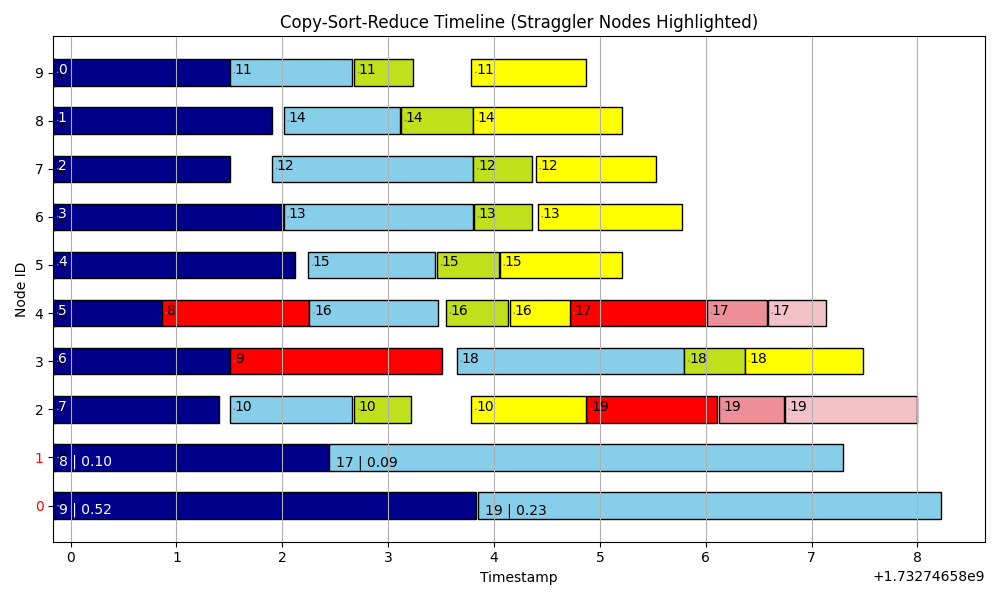 Copy-Sort-Reduce Timeline (Straggler Nodes Highlighted)
Node ID
9 0 11 11 11
8 1 14 14 14
7 2 12 12 12
6 3 13 13 13
5 4 15 15 15
4 5 8 16 16 16 17 17 17
3 6 9 18 18 18
2 7 10 10 10 19 19 19
1 8 | 0.10 17 | 0.09
0 9 | 0.52 19 | 0.23
0 1 2 3 4 5 6 7 8
Timestamp
+1.73274658e9